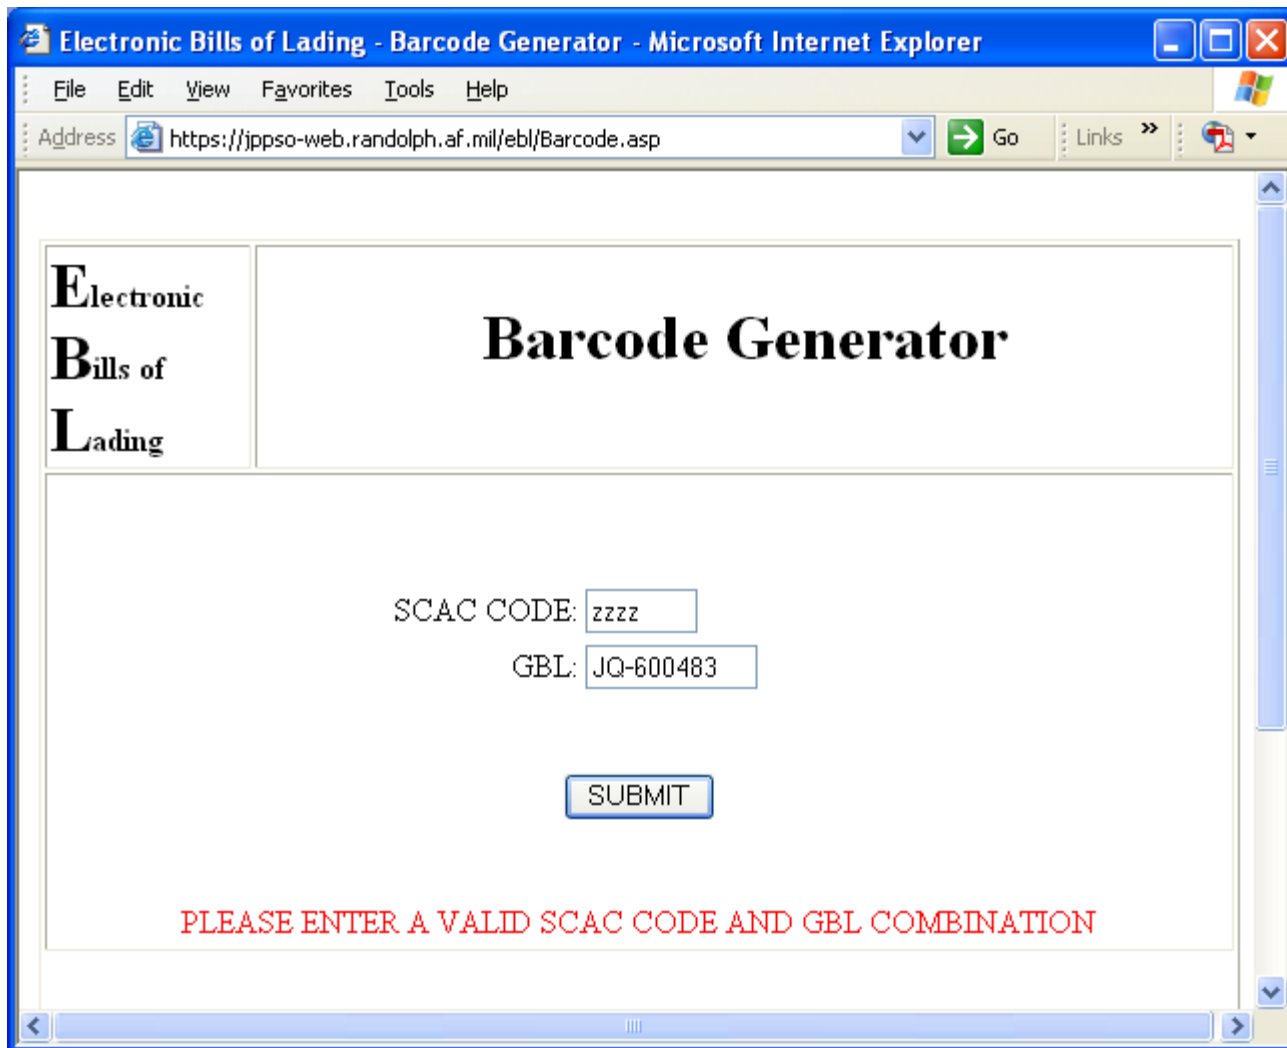 Electronic Bills of Lading - Barcode Generator - Microsoft Internet Explorer
File Edit View Favorites Tools Help
Address https://jppso-web.randolph.af.mil/ebl/Barcode.asp Go Links »
Electronic
Bills of
Lading
Barcode Generator
SCAC CODE: zzzz
GBL: JQ-600483
SUBMIT
PLEASE ENTER A VALID SCAC CODE AND GBL COMBINATION